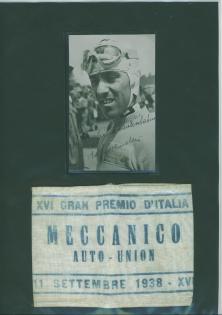 XVI GRAN PREMIO D'ITALIA
MECCANICO
AUTO - UNION
11 SETTEMBRE 1938 - XVI